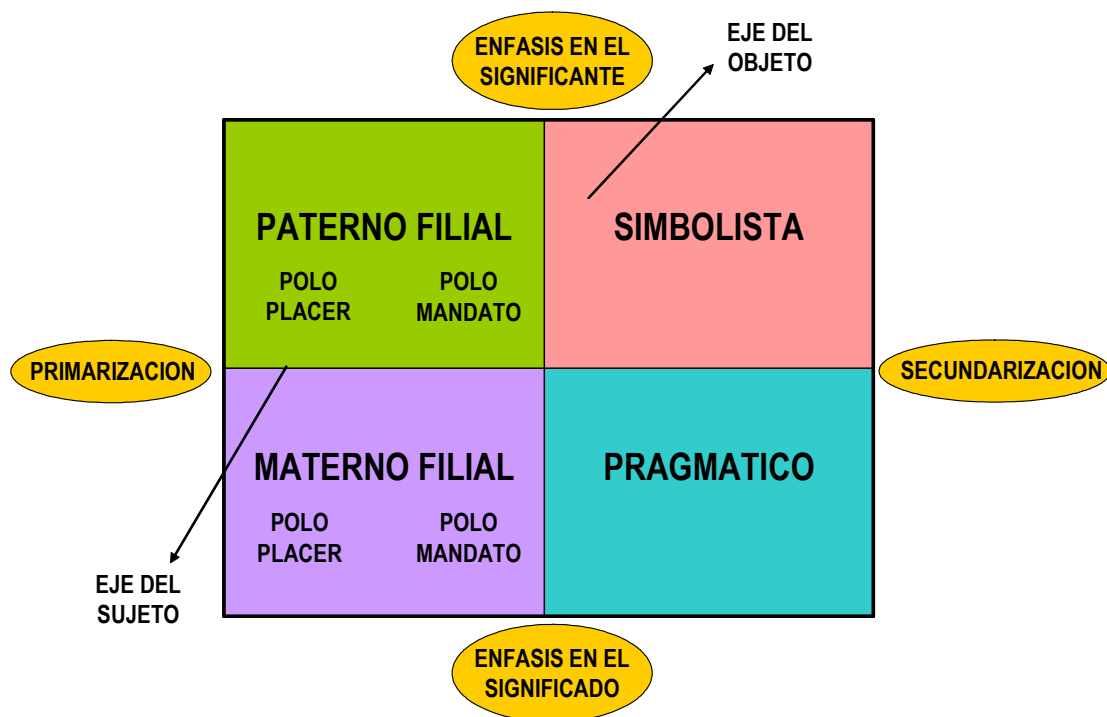 ENFASIS EN EL
SIGNIFICANTE
EJE DEL
OBJETO
PATERNO FILIAL
SIMBOLISTA
POLO
PLACER
POLO
MANDATO
PRIMARIZACION
SECUNDARIZACION
MATERNO FILIAL
PRAGMATICO
POLO
PLACER
POLO
MANDATO
EJE DEL
SUJETO
ENFASIS EN EL
SIGNIFICADO